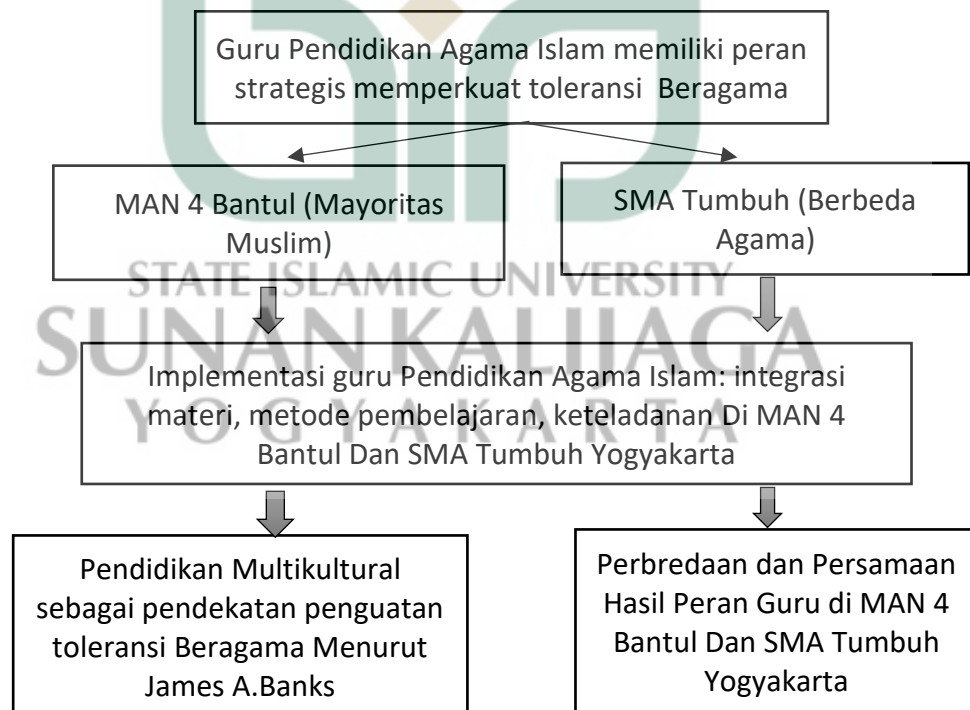 Guru Pendidikan Agama Islam memiliki peran
strategis memperkuat toleransi Beragama
MAN 4 Bantul (Mayoritas
Muslim)
SMA Tumbuh (Berbeda
Agama)
STATE ISLAMIC UNIVERSITY
SUNAN KALIJAGA
YOGYAKARTA
Implementasi guru Pendidikan Agama Islam: integrasi
materi, metode pembelajaran, keteladanan Di MAN 4
Bantul Dan SMA Tumbuh Yogyakarta
Pendidikan Multikultural
sebagai pendekatan penguatan
toleransi Beragama Menurut
James A.Banks
Perbredaan dan Persamaan
Hasil Peran Guru di MAN 4
Bantul Dan SMA Tumbuh
Yogyakarta